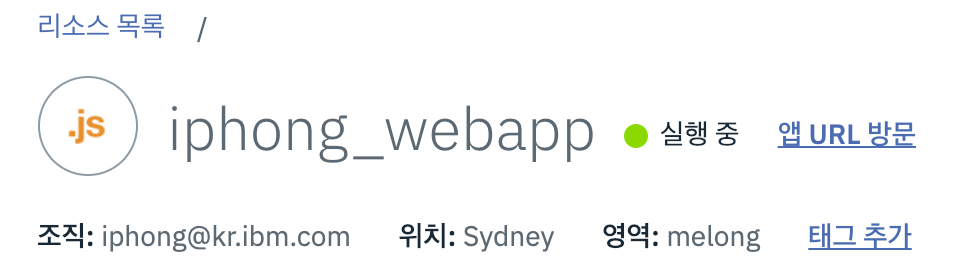 리소스 목록 /
.js iphong_webapp 실행 중 앱 URL 방문
조직: iphong@kr.ibm.com 위치: Sydney 영역: melong 태그 추가